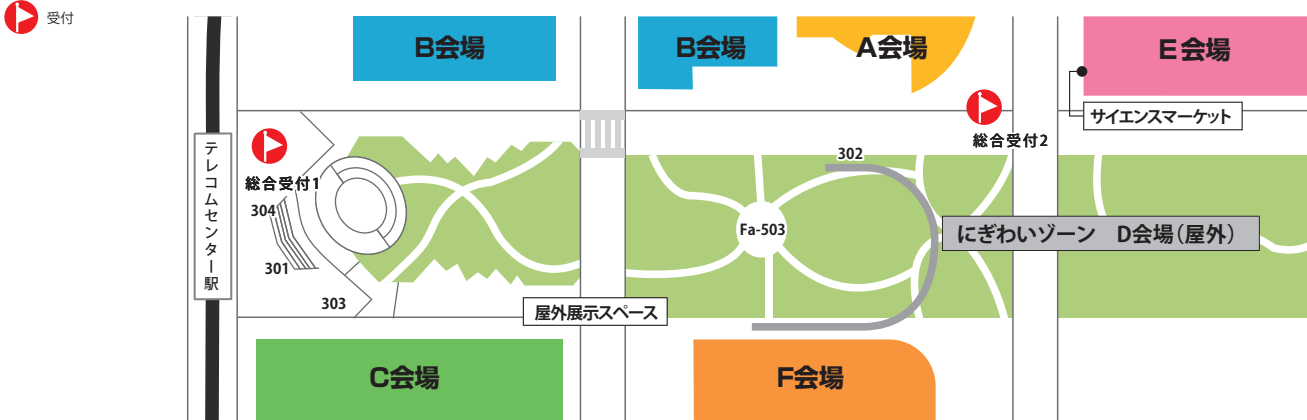 受付
B会場
B会場
A会場
E会場
サイエンスマーケット
総合受付2
テレコムセンター駅
総合受付1
302
304
Fa-503
にぎわいゾーン　D会場（屋外）
301
303
屋外展示スペース
C会場
F会場